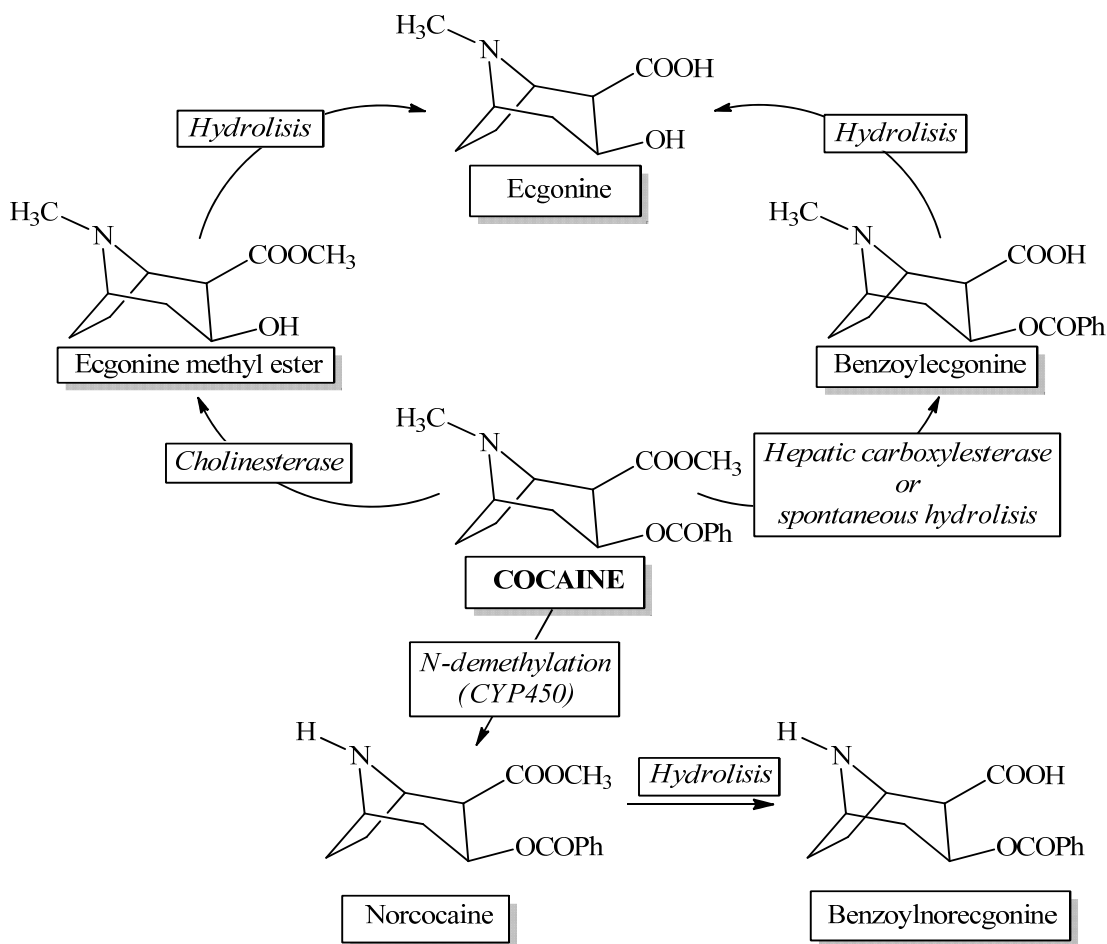 H₃C
N
COOH
OH
Ecgonine
Hydrolisis
Hydrolisis
H₃C
N
COOCH₃
OH
Ecgonine methyl ester
H₃C
N
COOH
OCOPh
Benzoylecgonine
Cholinesterase
H₃C
N
COOCH₃
OCOPh
COCAINE
Hepatic carboxylesterase
or
spontaneous hydrolisis
N-demethylation
(CYP450)
H
N
COOCH₃
OCOPh
Norcocaine
Hydrolisis
H
N
COOH
OCOPh
Benzoylnorecgonine